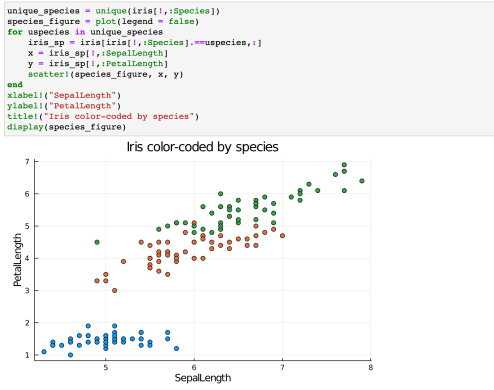 unique_species = unique(iris[!,:Species])
species_figure = plot(legend = false)
for uspecies in unique_species
    iris_sp = iris[iris[!,:Species].==uspecies,:]
    x = iris_sp[!,:SepalLength]
    y = iris_sp[!,:PetalLength]
    scatter!(species_figure, x, y)
end
xlabel!("SepalLength")
ylabel!("PetalLength")
title!("Iris color-coded by species")
display(species_figure)
Iris color-coded by species
7
6
5
4
3
2
1
PetalLength
5 6 7 8
SepalLength